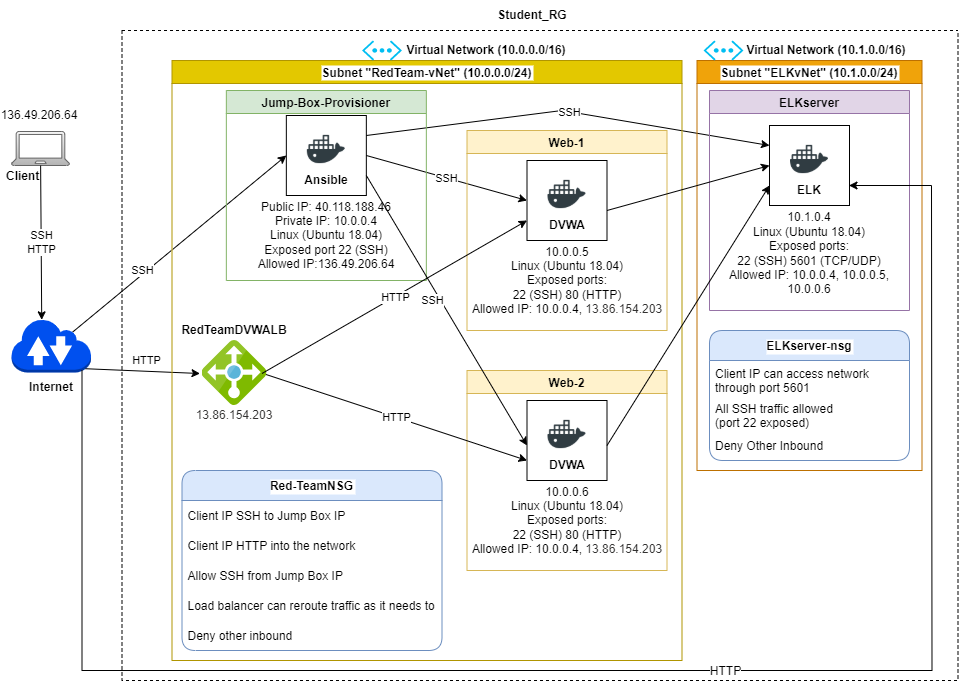 Student_RG
Virtual Network (10.0.0.0/16)
Virtual Network (10.1.0.0/16)
Subnet "RedTeam-vNet" (10.0.0.0/24)
Subnet "ELKvNet" (10.1.0.0/24)
136.49.206.64
Client
SSH
HTTP
Internet
SSH
HTTP
Jump-Box-Provisioner
Ansible
Public IP: 40.118.188.46
Private IP: 10.0.0.4
Linux (Ubuntu 18.04)
Exposed port 22 (SSH)
Allowed IP:136.49.206.64
SSH
SSH
SSH
RedTeamDVWALB
13.86.154.203
HTTP
HTTP
Web-1
DVWA
10.0.0.5
Linux (Ubuntu 18.04)
Exposed ports:
22 (SSH) 80 (HTTP)
Allowed IP: 10.0.0.4, 13.86.154.203
Web-2
DVWA
10.0.0.6
Linux (Ubuntu 18.04)
Exposed ports:
22 (SSH) 80 (HTTP)
Allowed IP: 10.0.0.4, 13.86.154.203
Red-TeamNSG
Client IP SSH to Jump Box IP
Client IP HTTP into the network
Allow SSH from Jump Box IP
Load balancer can reroute traffic as it needs to
Deny other inbound
ELKserver
ELK
10.1.0.4
Linux (Ubuntu 18.04)
Exposed ports:
22 (SSH) 5601 (TCP/UDP)
Allowed IP: 10.0.0.4, 10.0.0.5,
10.0.0.6
ELKserver-nsg
Client IP can access network
through port 5601
All SSH traffic allowed
(port 22 exposed)
Deny Other Inbound
HTTP